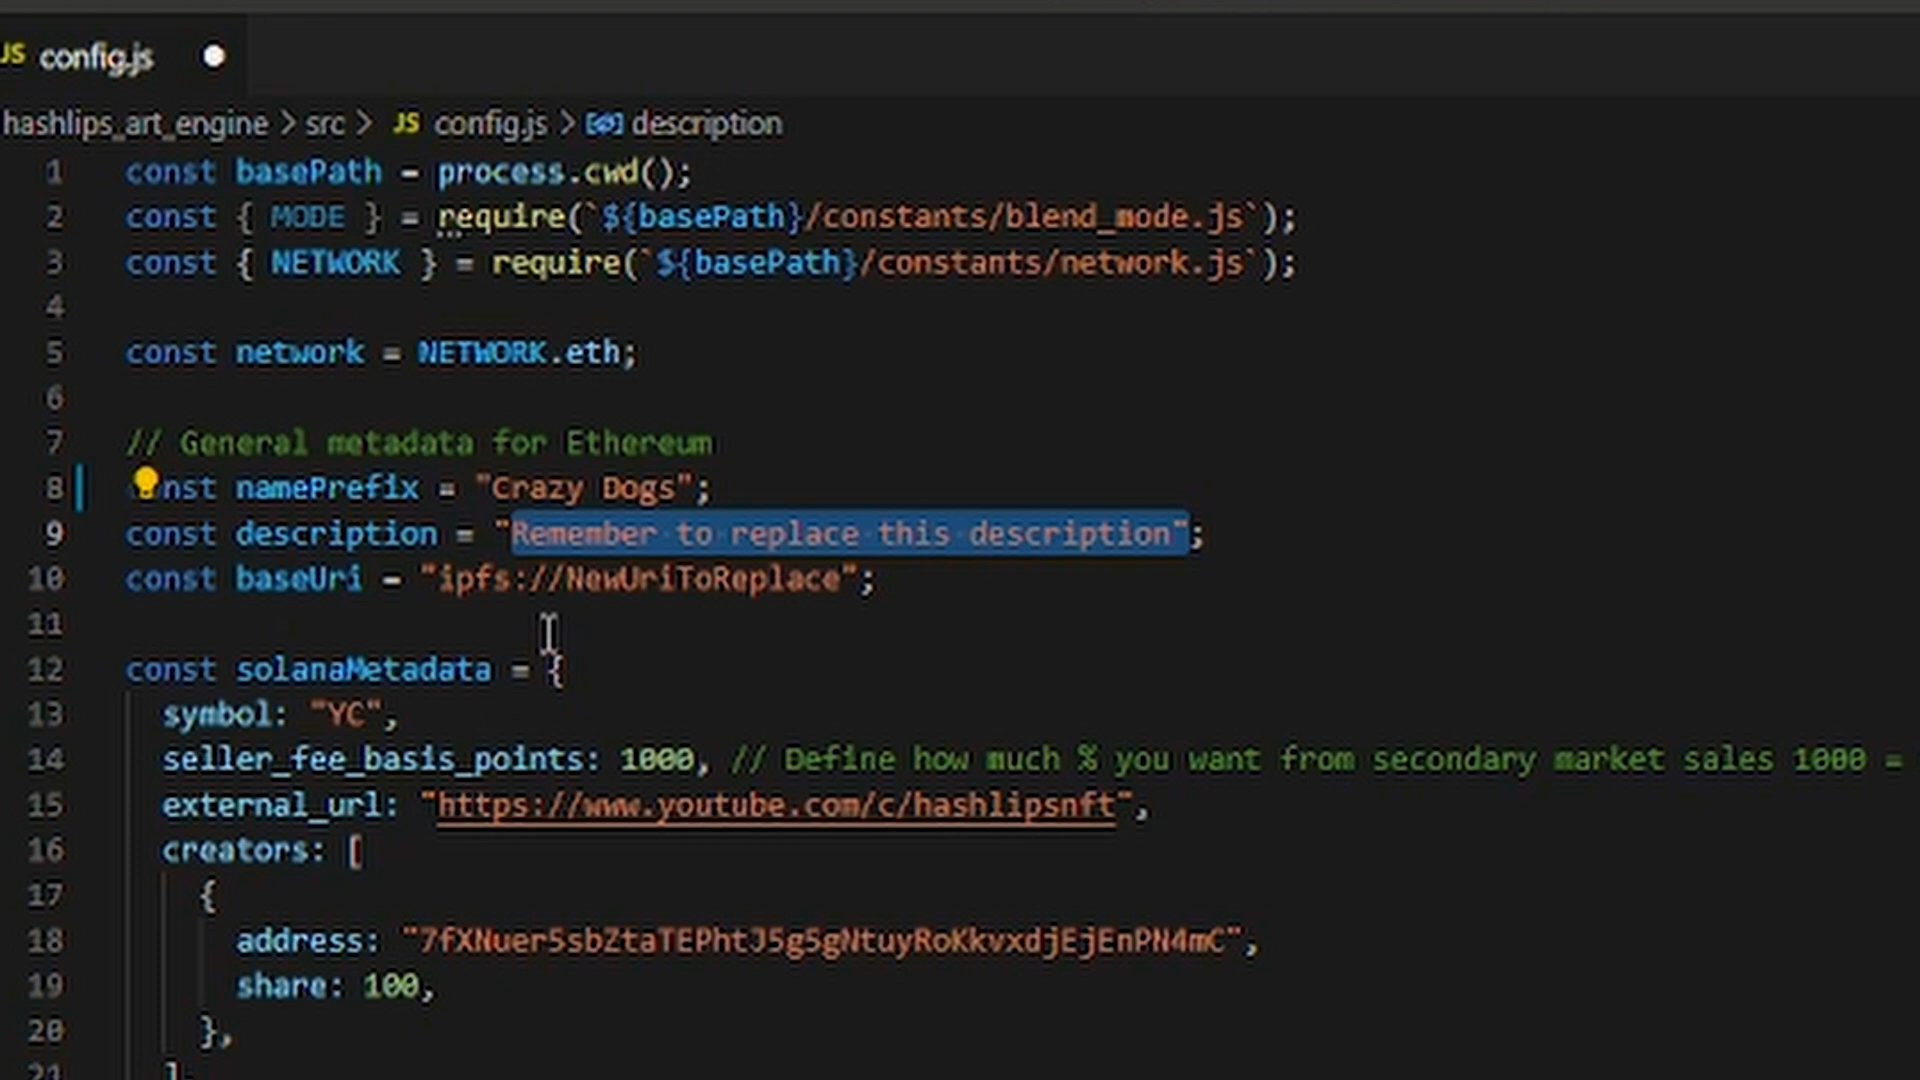 JS config.js
hashlips_art_engine > src > JS config.js > description
1 const basePath = process.cwd();
2 const { MODE } = require(`${basePath}/constants/blend_mode.js`);
3 const { NETWORK } = require(`${basePath}/constants/network.js`);
4
5 const network = NETWORK.eth;
6
7 // General metadata for Ethereum
8 nst namePrefix = "Crazy Dogs";
9 const description = "Remember to replace this description";
10 const baseUri = "ipfs://NewUriToReplace";
11
12 const solanaMetadata = {
13 symbol: "YC",
14 seller_fee_basis_points: 1000, // Define how much % you want from secondary market sales 1000 =
15 external_url: "https://www.youtube.com/c/hashlipsnft",
16 creators: [
17 {
18 address: "7fXNuer5sbZtaTEPhtJ5g5gNtuyRoKkvxdjEjEnPN4mC",
19 share: 100,
20 },
21 ]